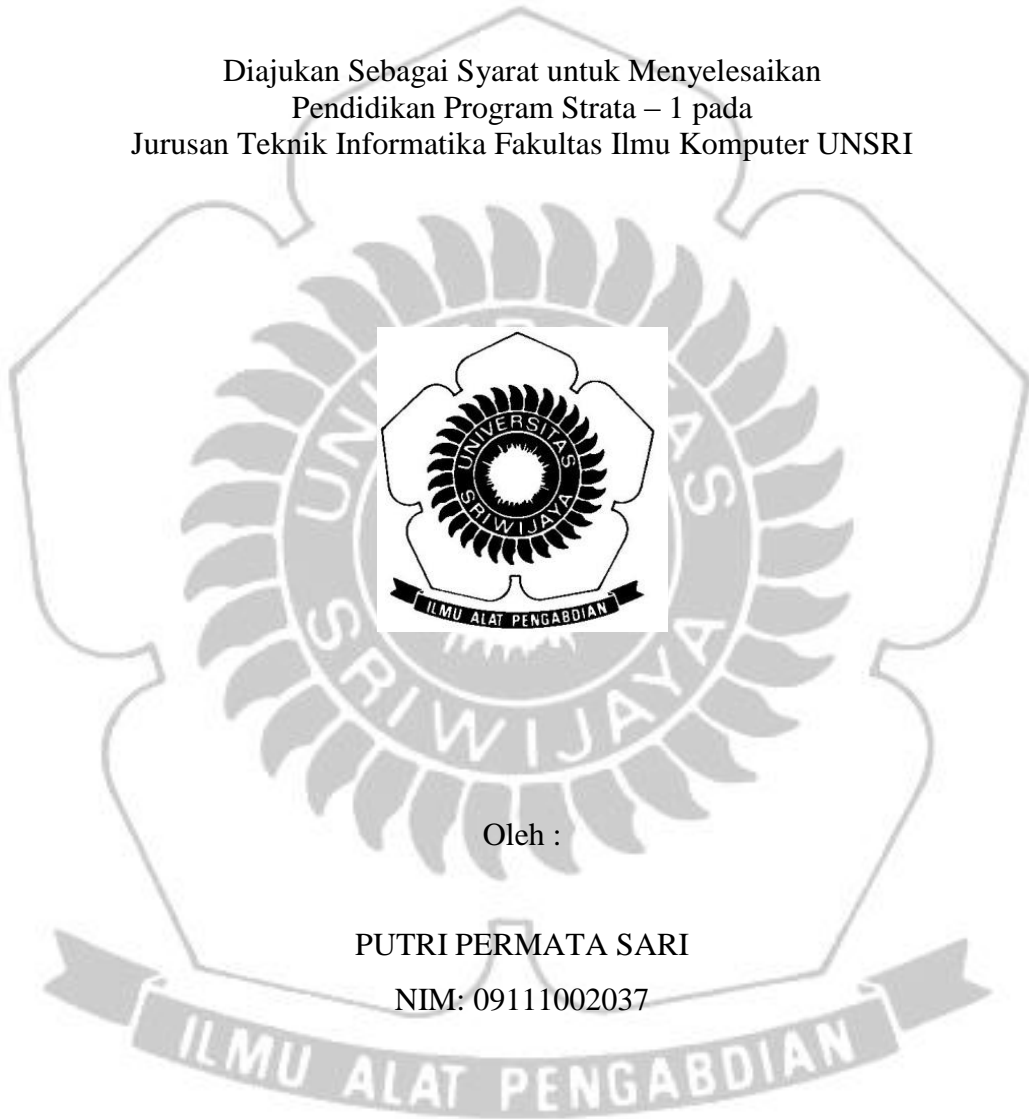 Diajukan Sebagai Syarat untuk Menyelesaikan
Pendidikan Program Strata – 1 pada
Jurusan Teknik Informatika Fakultas Ilmu Komputer UNSRI
UNIVERSITAS
SRIWIJAYA
ILMU ALAT PENGABDIAN
SRIWIJAYA
Oleh :
PUTRI PERMATA SARI
NIM: 09111002037
ILMU ALAT PENGABDIAN